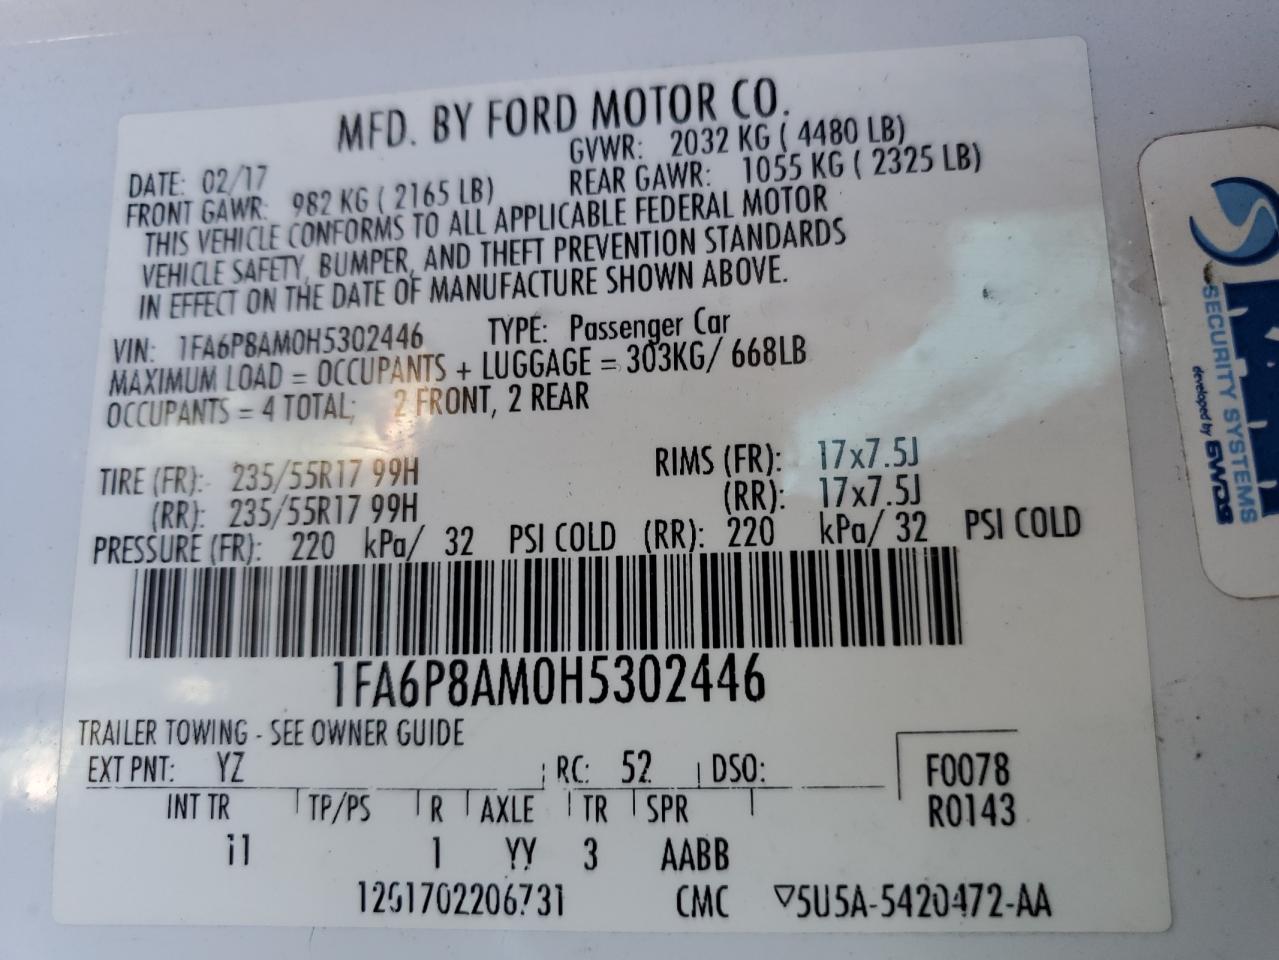 MFD. BY FORD MOTOR CO.
DATE: 02/17 GVWR: 2032 KG ( 4480 LB)
FRONT GAWR: 982 KG ( 2165 LB) REAR GAWR: 1055 KG ( 2325 LB)
THIS VEHICLE CONFORMS TO ALL APPLICABLE FEDERAL MOTOR
VEHICLE SAFETY, BUMPER, AND THEFT PREVENTION STANDARDS
IN EFFECT ON THE DATE OF MANUFACTURE SHOWN ABOVE.
VIN: 1FA6P8AM0H5302446 TYPE: Passenger Car
MAXIMUM LOAD = OCCUPANTS + LUGGAGE = 303KG/ 668LB
OCCUPANTS = 4 TOTAL; 2 FRONT, 2 REAR
TIRE (FR): 235/55R17 99H RIMS (FR): 17x7.5J
(RR): 235/55R17 99H (RR): 17x7.5J
PRESSURE (FR): 220 kPa/ 32 PSI COLD (RR): 220 kPa/ 32 PSI COLD
1FA6P8AM0H5302446
TRAILER TOWING - SEE OWNER GUIDE
EXT PNT: YZ RC: 52 DSO: F0078
INT TR TP/PS R AXLE TR SPR R0143
1 YY 3 AABB
CMC ▽5U5A-5420472-AA
SECURITY SYSTEMS
developed by SWDS